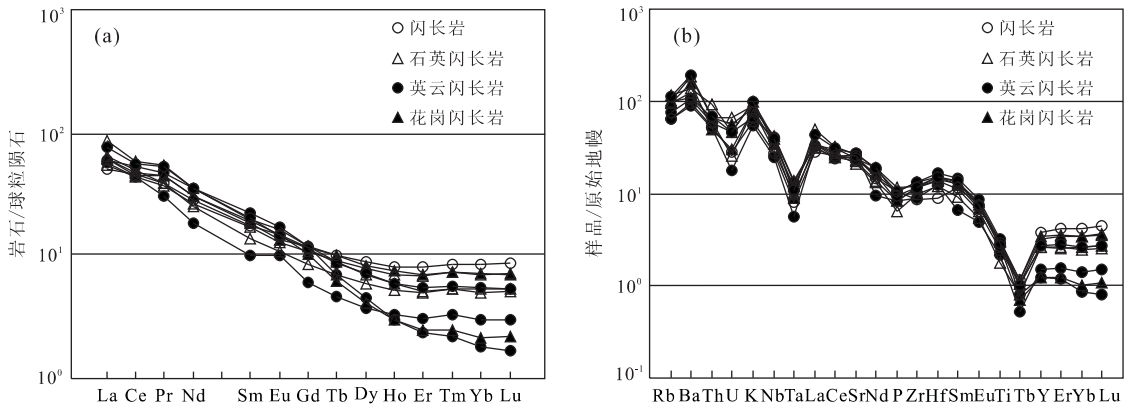 (a)
闪长岩
石英闪长岩
英云闪长岩
花岗闪长岩
岩石/球粒陨石
10³
10²
10¹
10⁰
La Ce Pr Nd Sm Eu Gd Tb Dy Ho Er Tm Yb Lu
(b)
闪长岩
石英闪长岩
英云闪长岩
花岗闪长岩
样品/原始地幔
10³
10²
10¹
10⁰
10⁻¹
Rb Ba Th U K Nb Ta La Ce Sr Nd P Zr Hf Sm Eu Ti Tb Y Er Yb Lu